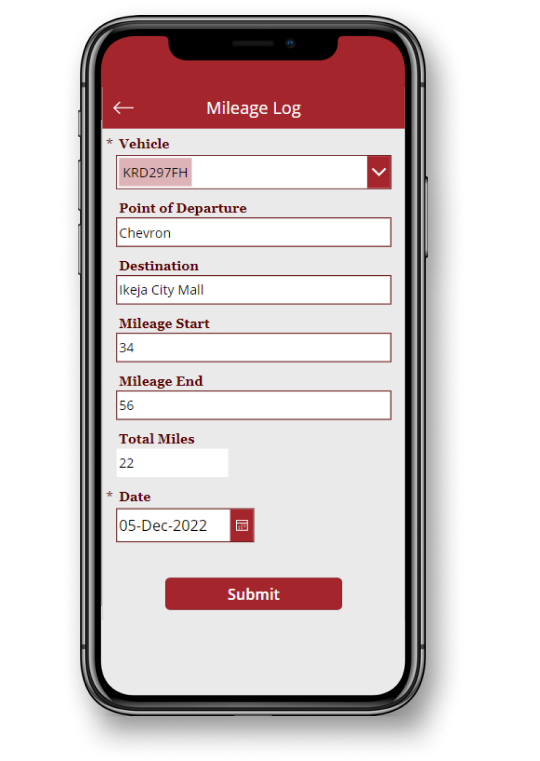 Mileage Log
* Vehicle
KRD297FH
Point of Departure
Chevron
Destination
Ikeja City Mall
Mileage Start
34
Mileage End
56
Total Miles
22
* Date
05-Dec-2022
Submit